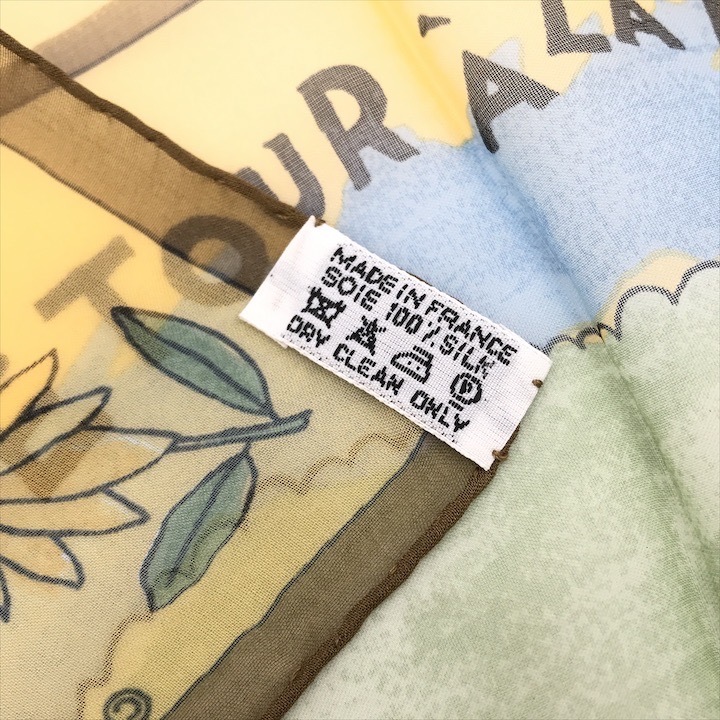 TOUR À LA
MADE IN FRANCE
SOIE 100% SILK
P
DRY CLEAN ONLY